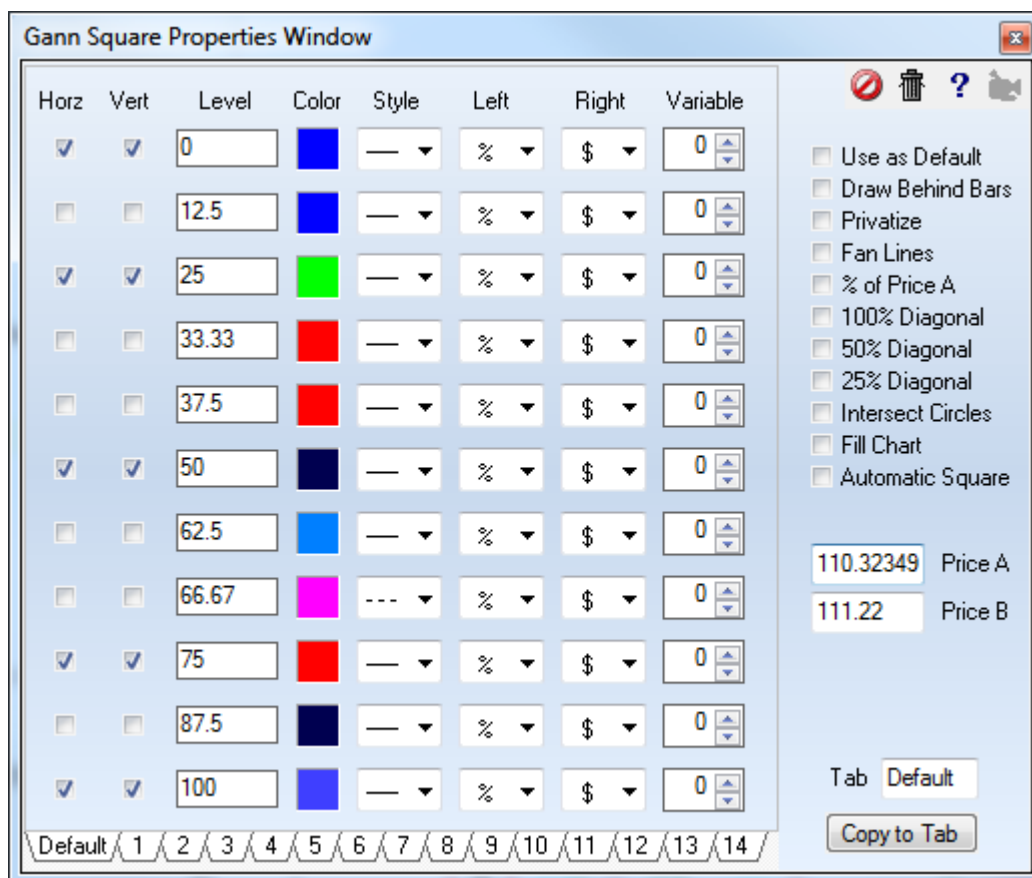 Gann Square Properties Window
Horz Vert Level Color Style Left Right Variable
0 % $ 0
12.5 % $ 0
25 % $ 0
33.33 % $ 0
37.5 % $ 0
50 % $ 0
62.5 % $ 0
66.67 % $ 0
75 % $ 0
87.5 % $ 0
100 % $ 0
Default 1 2 3 4 5 6 7 8 9 10 11 12 13 14
?
Use as Default
Draw Behind Bars
Privatize
Fan Lines
% of Price A
100% Diagonal
50% Diagonal
25% Diagonal
Intersect Circles
Fill Chart
Automatic Square
110.32349 Price A
111.22 Price B
Tab Default
Copy to Tab